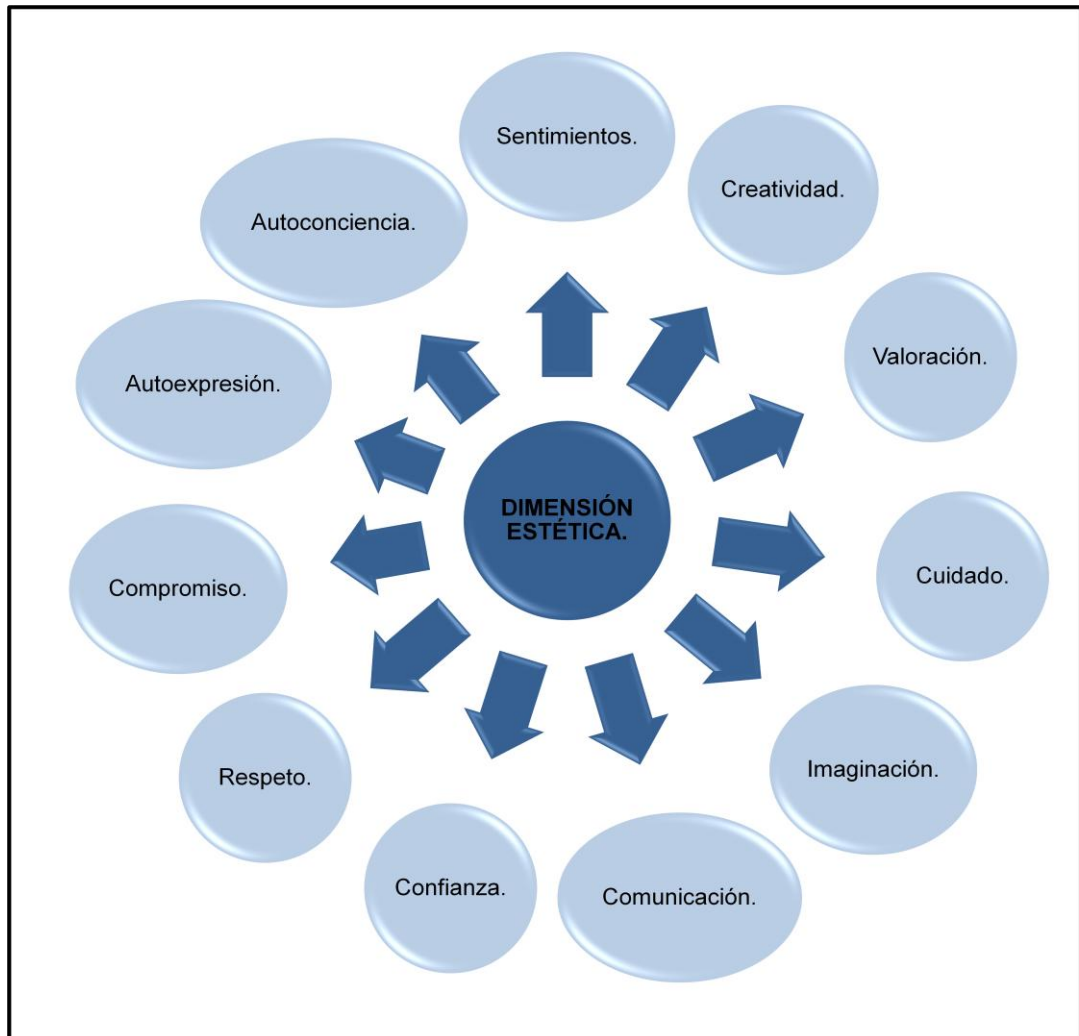 Sentimientos.
Creatividad.
Valoración.
Cuidado.
Imaginación.
Comunicación.
Confianza.
Respeto.
Compromiso.
Autoexpresión.
Autoconciencia.
DIMENSIÓN
ESTÉTICA.